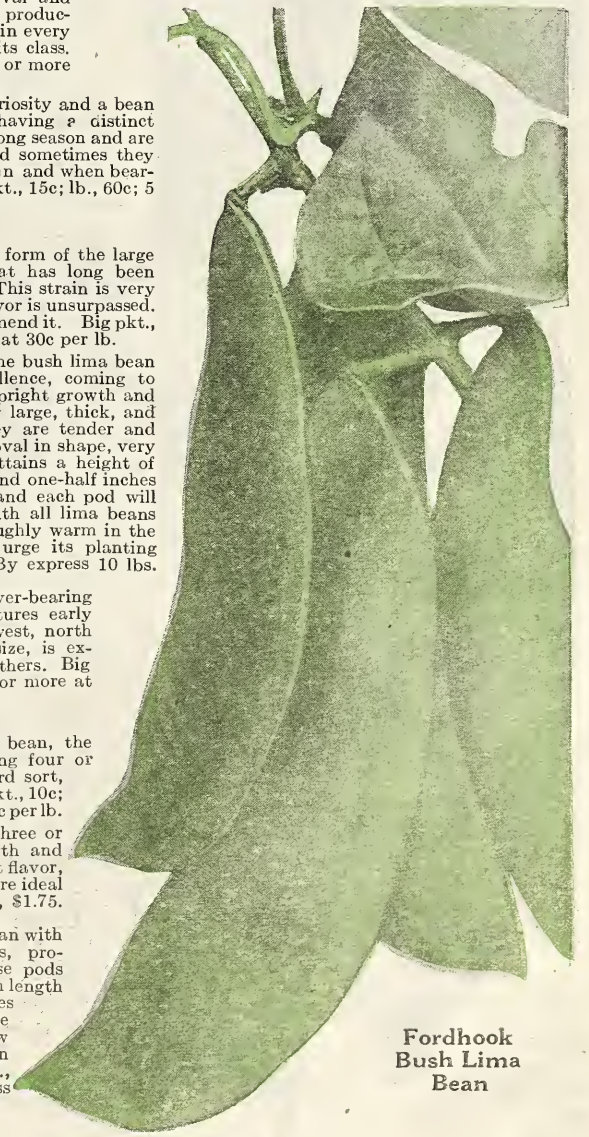 val and
produc-
in every
its class.
or more
riosity and a bean
having a distinct
ong season and are
d sometimes they
n and when bear-
kt., 15c; lb., 60c; 5
form of the large
at has long been
This strain is very
vor is unsurpassed.
mend it. Big pkt.,
at 30c per lb.
ne bush lima bean
llence, coming to
pright growth and
large, thick, and
ey are tender and
oval in shape, very
ttains a height of
nd one-half inches
and each pod will
ith all lima beans
ughly warm in the
urge its planting
By express 10 lbs.
ver-bearing
tures early
vest, north
size, is ex-
thers. Big
or more at
bean, the
ng four or
rd sort,
kt., 10c;
c per lb.
hree or
th and
t flavor,
re ideal
, $1.75.
an with
s, pro-
se pods
n length
es
e
w
n
.,
ss
Fordhook
Bush Lima
Bean